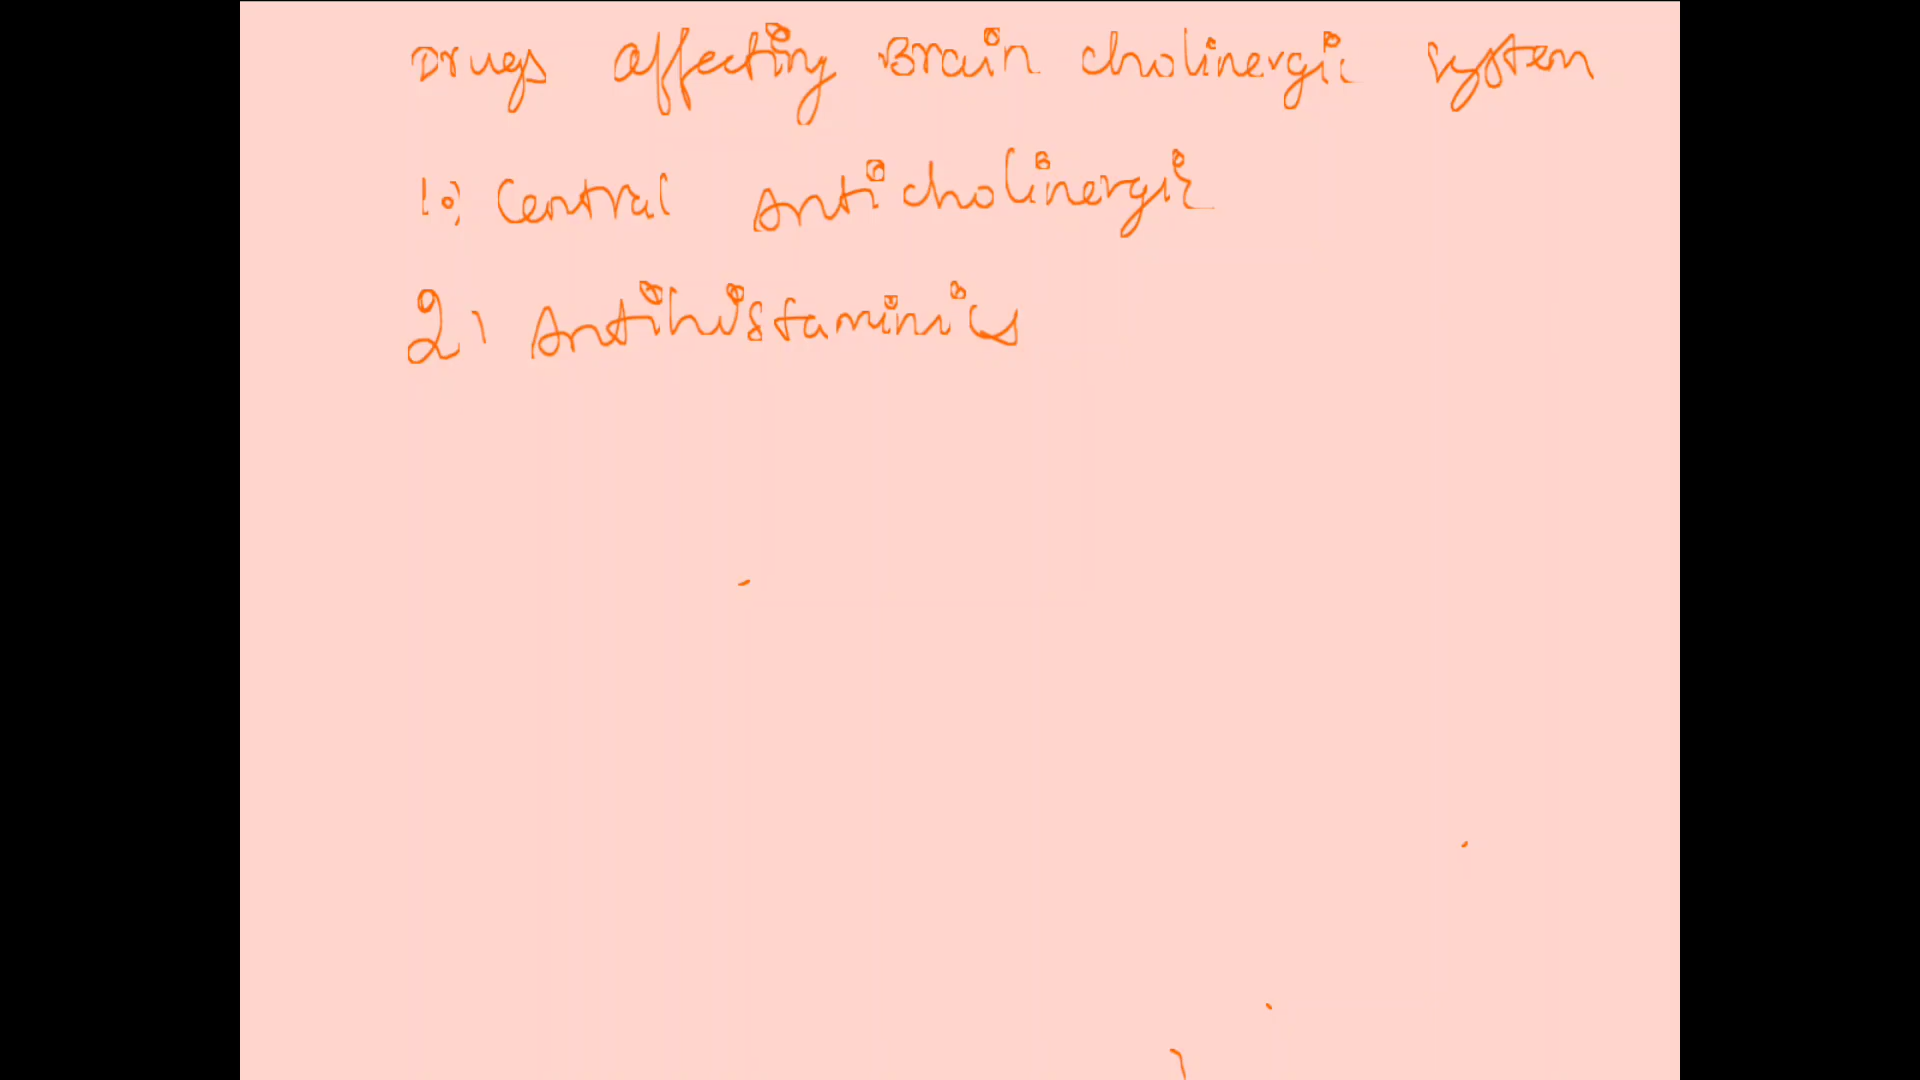 Drugs affecting Brain cholinergic system
1. Central Anticholinergic
2. Antihistaminics